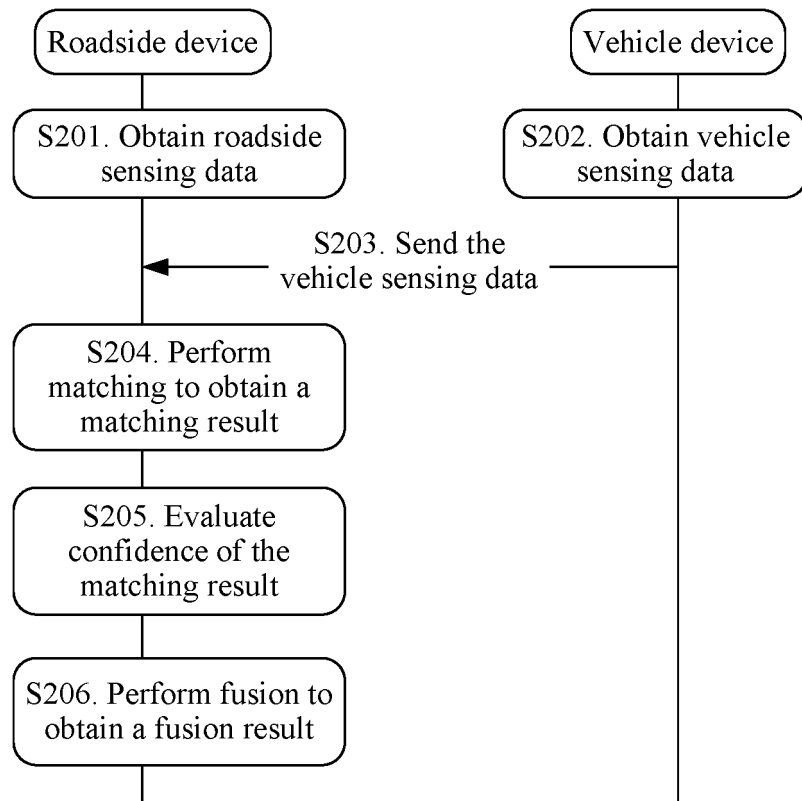 Roadside device
Vehicle device
S201. Obtain roadside
sensing data
S202. Obtain vehicle
sensing data
S203. Send the
vehicle sensing data
S204. Perform
matching to obtain a
matching result
S205. Evaluate
confidence of the
matching result
S206. Perform fusion to
obtain a fusion result